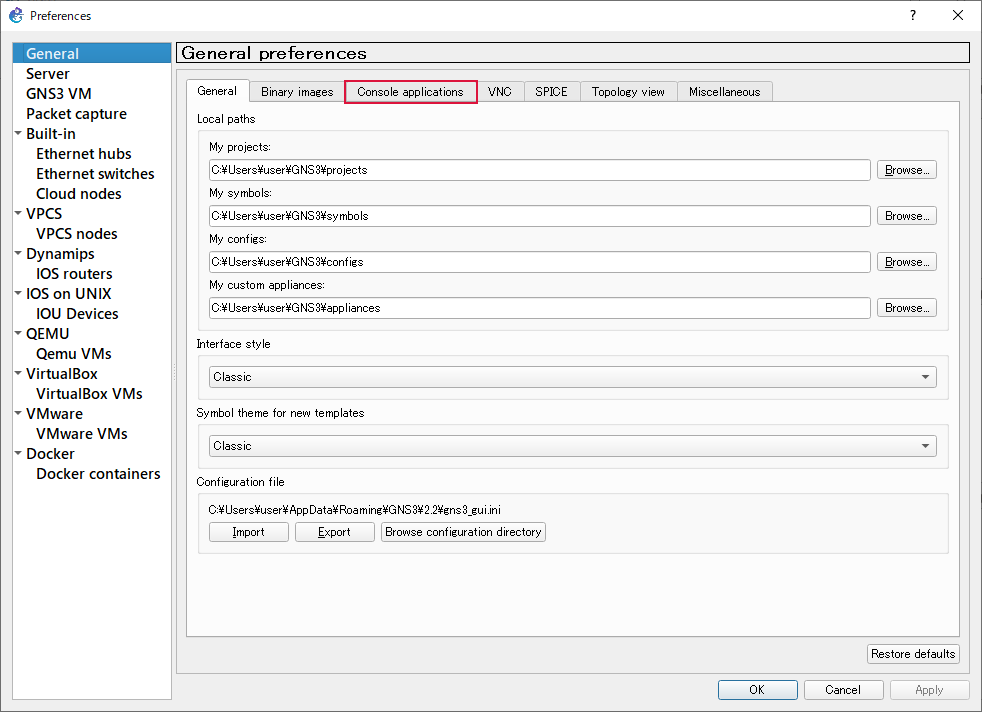 Preferences
?
General
Server
GNS3 VM
Packet capture
Built-in
Ethernet hubs
Ethernet switches
Cloud nodes
VPCS
VPCS nodes
Dynamips
IOS routers
IOS on UNIX
IOU Devices
QEMU
Qemu VMs
VirtualBox
VirtualBox VMs
VMware
VMware VMs
Docker
Docker containers
General preferences
General Binary images Console applications VNC SPICE Topology view Miscellaneous
Local paths
My projects:
C:¥Users¥user¥GNS3¥projects Browse...
My symbols:
C:¥Users¥user¥GNS3¥symbols Browse...
My configs:
C:¥Users¥user¥GNS3¥configs Browse...
My custom appliances:
C:¥Users¥user¥GNS3¥appliances Browse...
Interface style
Classic
Symbol theme for new templates
Classic
Configuration file
C:¥Users¥user¥AppData¥Roaming¥GNS3¥2.2¥gns3_gui.ini
Import Export Browse configuration directory
Restore defaults
OK Cancel Apply